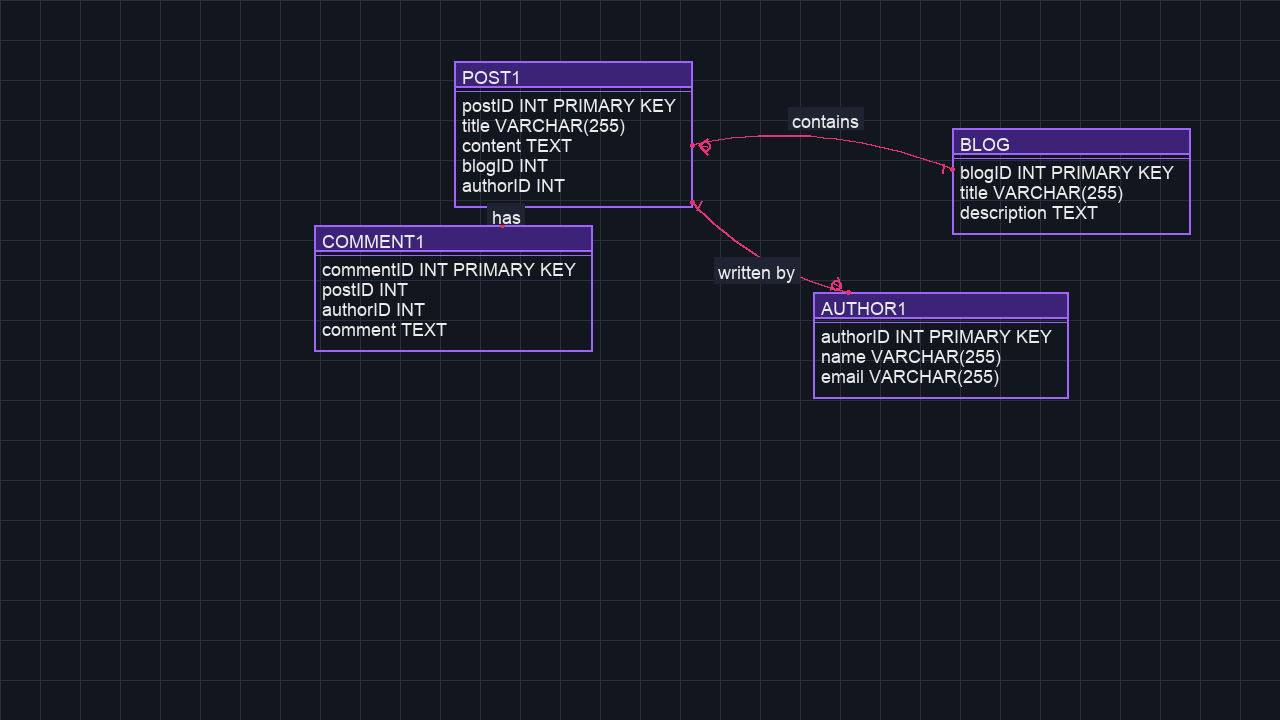 POST1
postID INT PRIMARY KEY
title VARCHAR(255)
content TEXT
blogID INT
authorID INT
contains
BLOG
blogID INT PRIMARY KEY
title VARCHAR(255)
description TEXT
has
COMMENT1
commentID INT PRIMARY KEY
postID INT
authorID INT
comment TEXT
written by
AUTHOR1
authorID INT PRIMARY KEY
name VARCHAR(255)
email VARCHAR(255)